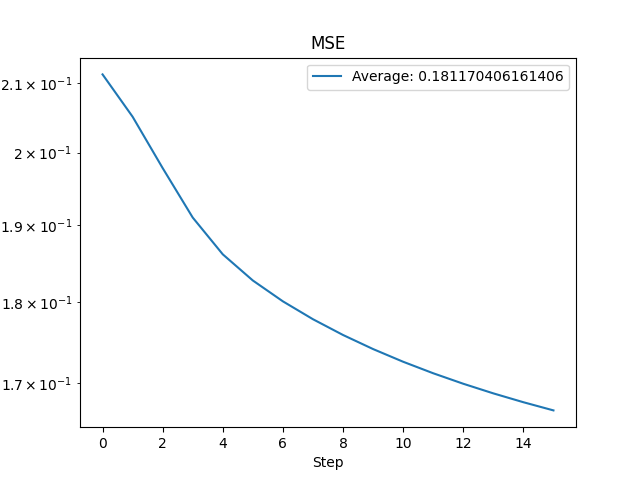 MSE
Average: 0.181170406161406
2.1 × 10⁻¹
2 × 10⁻¹
1.9 × 10⁻¹
1.8 × 10⁻¹
1.7 × 10⁻¹
0 2 4 6 8 10 12 14
Step